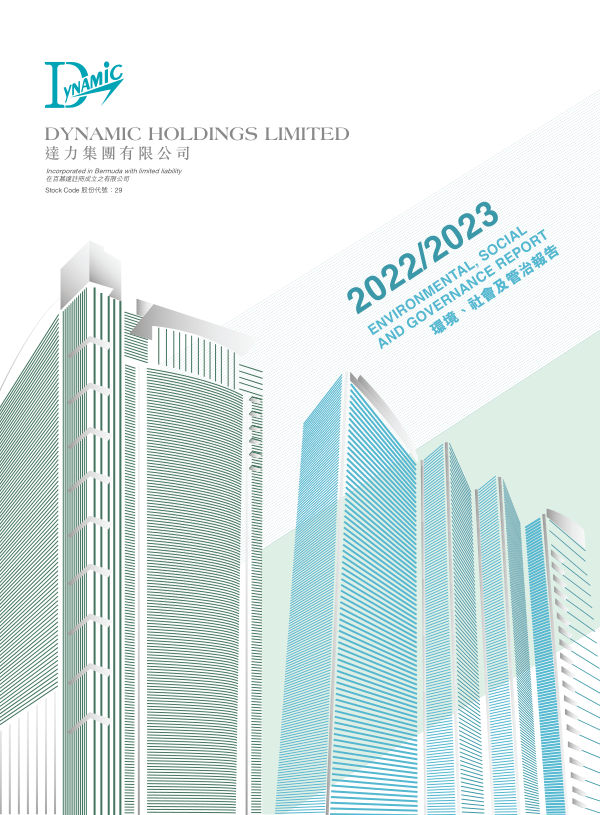 DYNAMIC
DYNAMIC HOLDINGS LIMITED
達力集團有限公司
Incorporated in Bermuda with limited liability
在百慕達註冊成立之有限公司
Stock Code 股份代號：29
2022/2023
ENVIRONMENTAL, SOCIAL
AND GOVERNANCE REPORT
環境、社會及管治報告